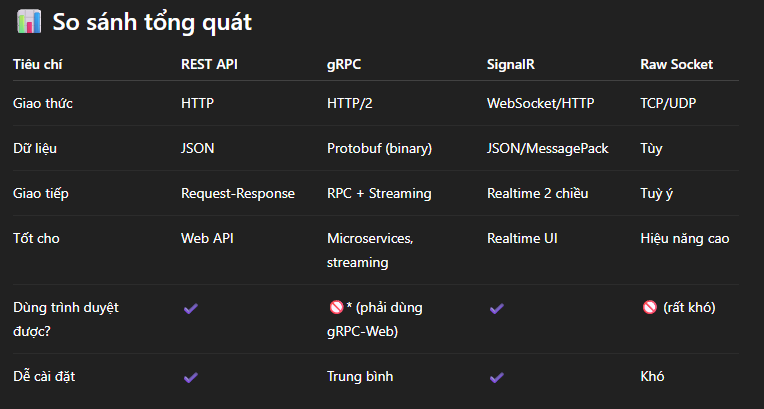 📊 So sánh tổng quát
Tiêu chí REST API gRPC SignalR Raw Socket
Giao thức HTTP HTTP/2 WebSocket/HTTP TCP/UDP
Dữ liệu JSON Protobuf (binary) JSON/MessagePack Tùy
Giao tiếp Request-Response RPC + Streaming Realtime 2 chiều Tuỳ ý
Tốt cho Web API Microservices, Realtime UI Hiệu năng cao
streaming
Dùng trình duyệt ✔ 🚫* (phải dùng ✔ 🚫 (rất khó)
được? gRPC-Web)
Dễ cài đặt ✔ Trung bình ✔ Khó